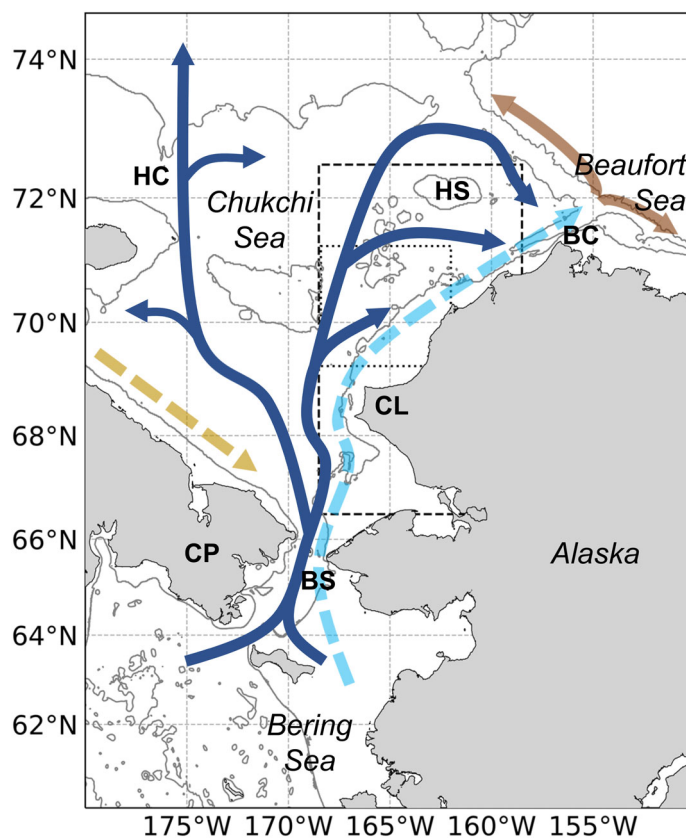 74°N
Beaufort
Sea
HC
HS
72°N
Chukchi
Sea
BC
70°N
CL
68°N
66°N
CP
BS
Alaska
64°N
62°N
Bering
Sea
175°W 170°W 165°W 160°W 155°W